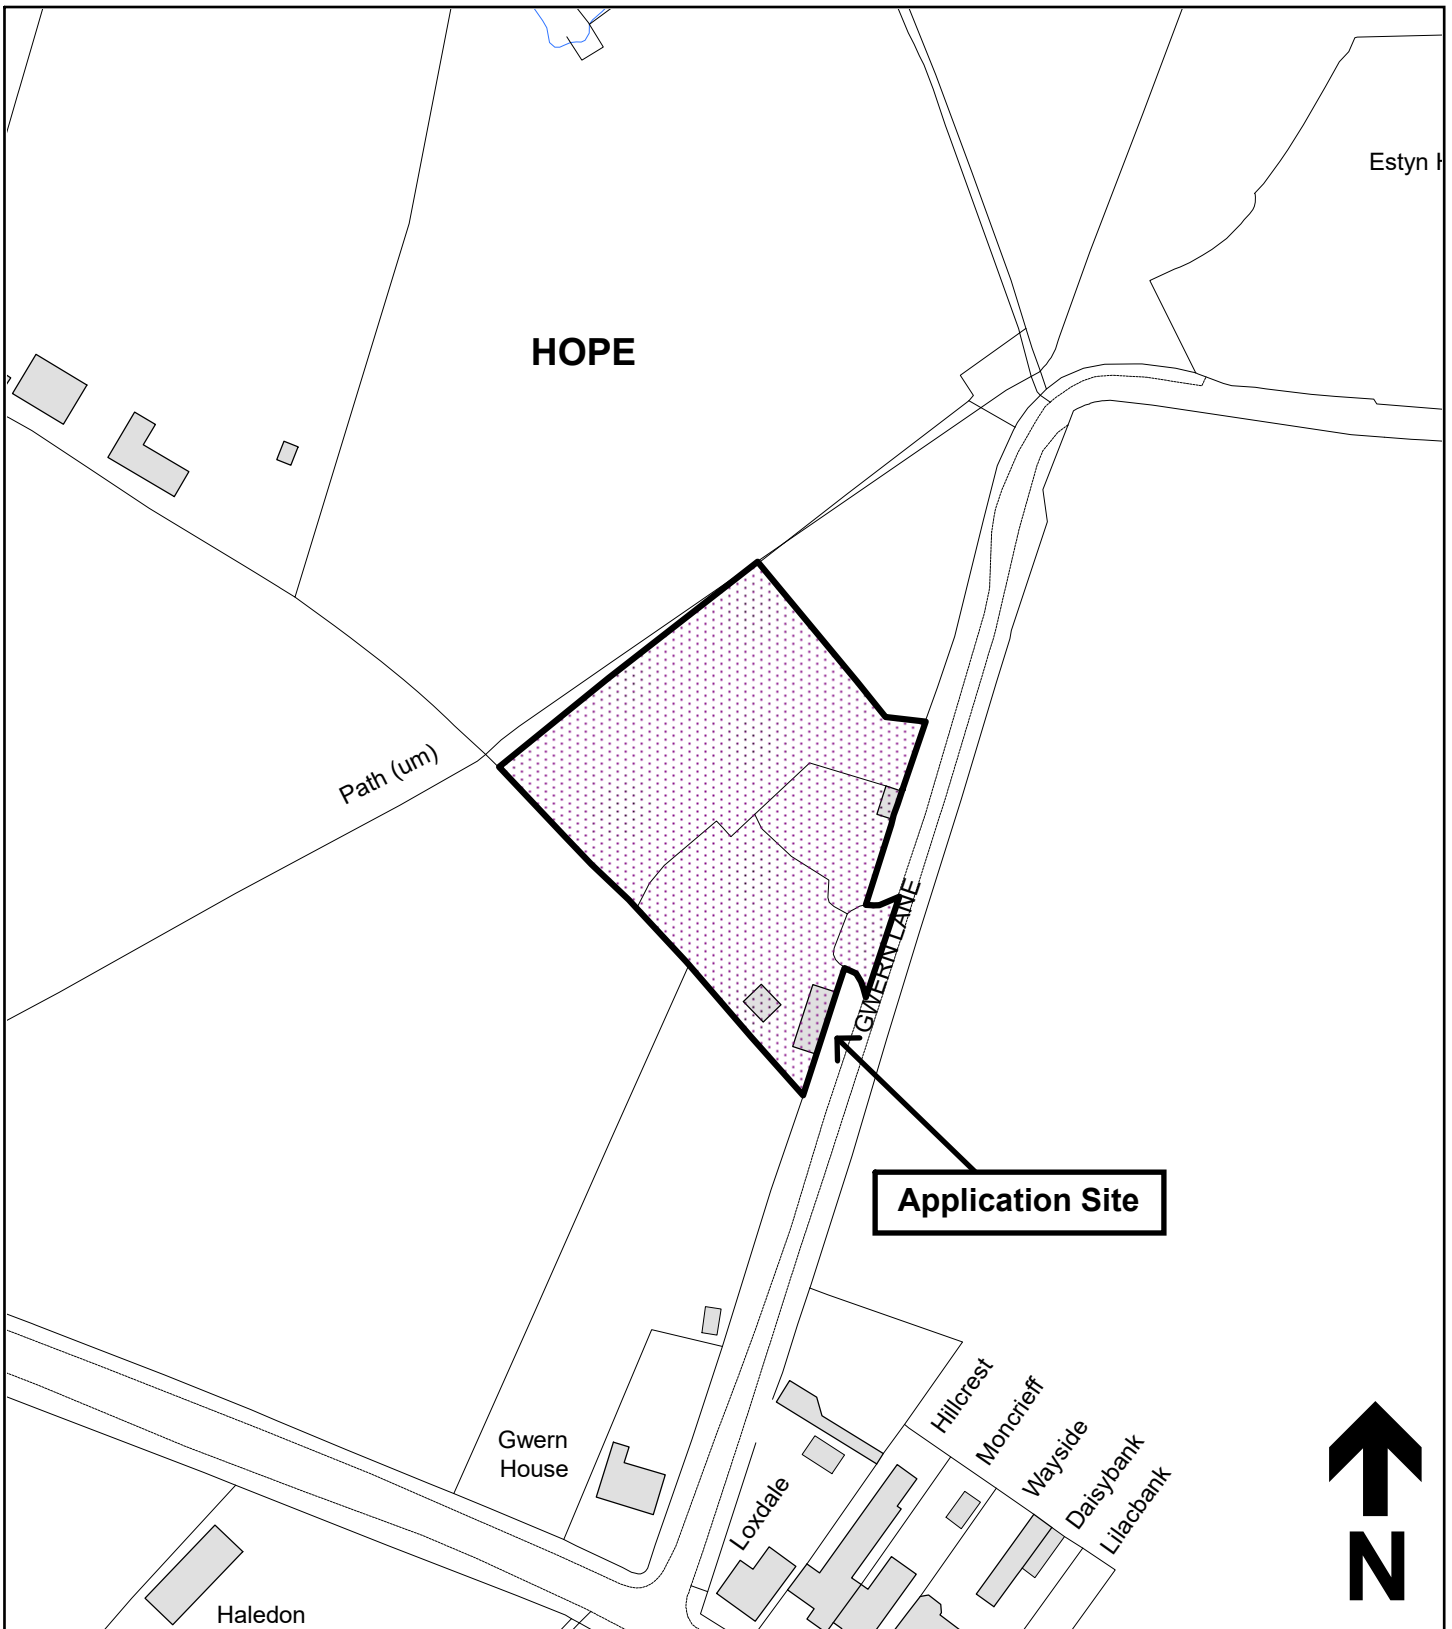 Estyn H
HOPE
Path (um)
GWERN LANE
Application Site
Hillcrest
Moncrieff
Wayside
Daisybank
Lilacbank
Gwern
House
Loxdale
Haledon
N